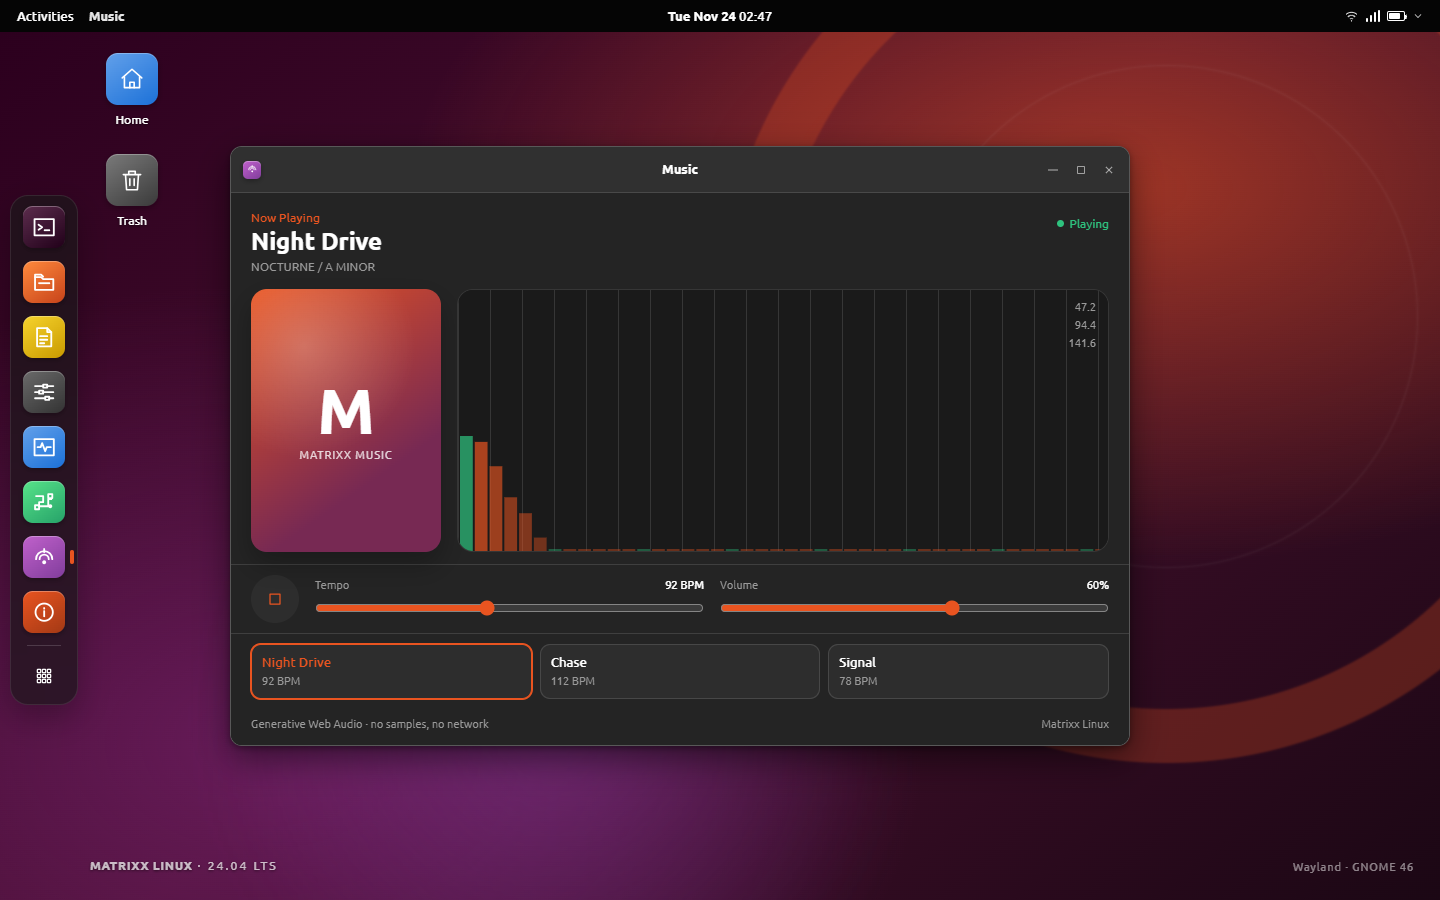 Activities Music Tue Nov 24 02:47
Home
Trash
Music
Now Playing
Night Drive
NOCTURNE / A MINOR
Playing
M
MATRIXX MUSIC
47.2
94.4
141.6
Tempo 92 BPM Volume 60%
Night Drive
92 BPM
Chase
112 BPM
Signal
78 BPM
Generative Web Audio · no samples, no network Matrixx Linux
MATRIXX LINUX · 24.04 LTS
Wayland · GNOME 46